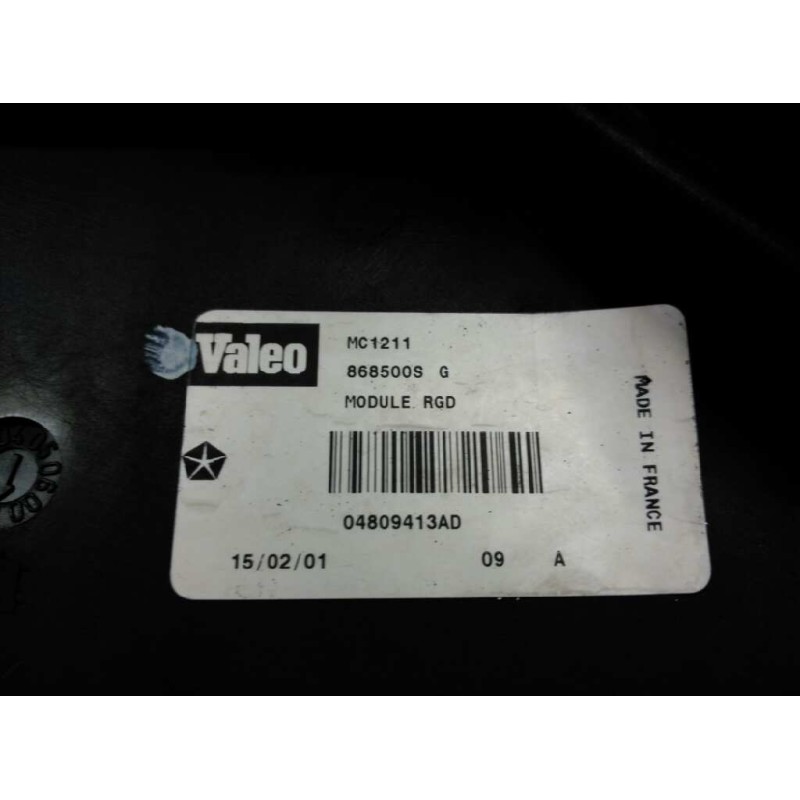 Valeo
MC1211
868500S G
MODULE RGD
04809413AD
15/02/01 09 A
MADE IN FRANCE